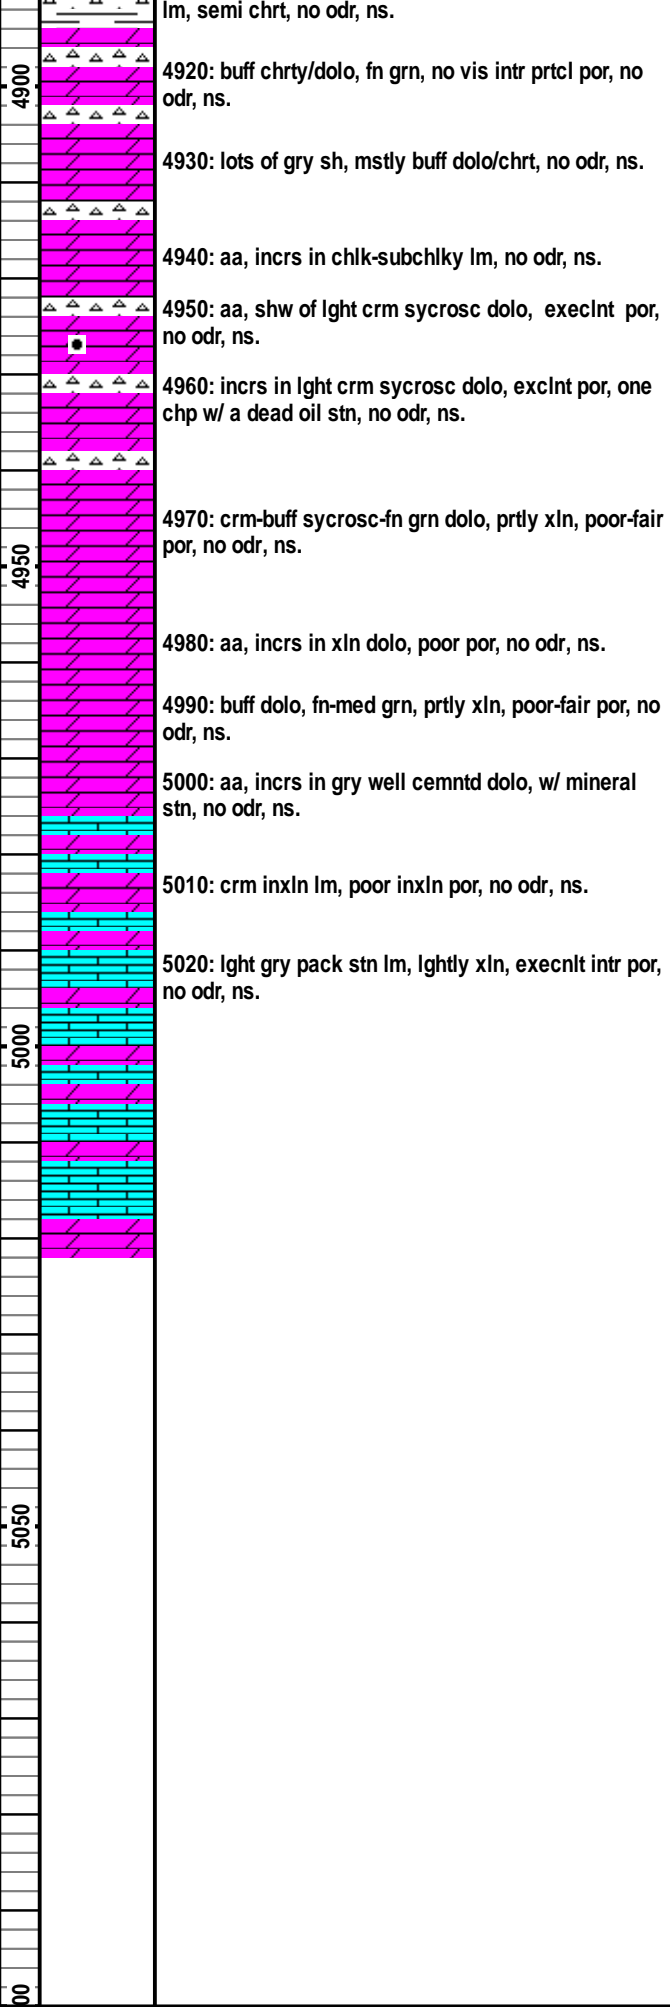 lm, semi chrt, no odr, ns.
4900
4920: buff chrty/dolo, fn grn, no vis intr prtcl por, no
odr, ns.
4930: lots of gry sh, mstly buff dolo/chrt, no odr, ns.
4940: aa, incrs in chlk-subchlky lm, no odr, ns.
4950: aa, shw of lght crm sycrosc dolo, execlnt por,
no odr, ns.
4960: incrs in lght crm sycrosc dolo, exclnt por, one
chp w/ a dead oil stn, no odr, ns.
4970: crm-buff sycrosc-fn grn dolo, prtly xln, poor-fair
por, no odr, ns.
4950
4980: aa, incrs in xln dolo, poor por, no odr, ns.
4990: buff dolo, fn-med grn, prtly xln, poor-fair por, no
odr, ns.
5000: aa, incrs in gry well cemntd dolo, w/ mineral
stn, no odr, ns.
5010: crm inxln lm, poor inxln por, no odr, ns.
5020: lght gry pack stn lm, lghtly xln, execnlt intr por,
no odr, ns.
5000
5050
00